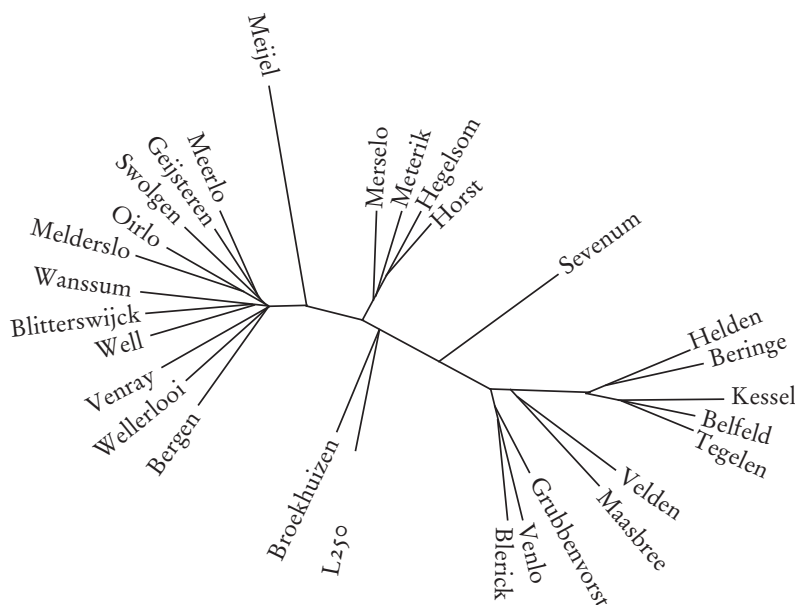 Meijel
Meerlo
Geijsteren
Swolgen
Oirlo
Melderslo
Wanssum
Blitterswijck
Well
Venray
Wellerlooi
Bergen
Merselo
Meterik
Hegelsom
Horst
Sevenum
Helden
Beringe
Kessel
Belfeld
Tegelen
Velden
Maasbree
Grubbenvorst
Venlo
Blerick
Broekhuizen
L250